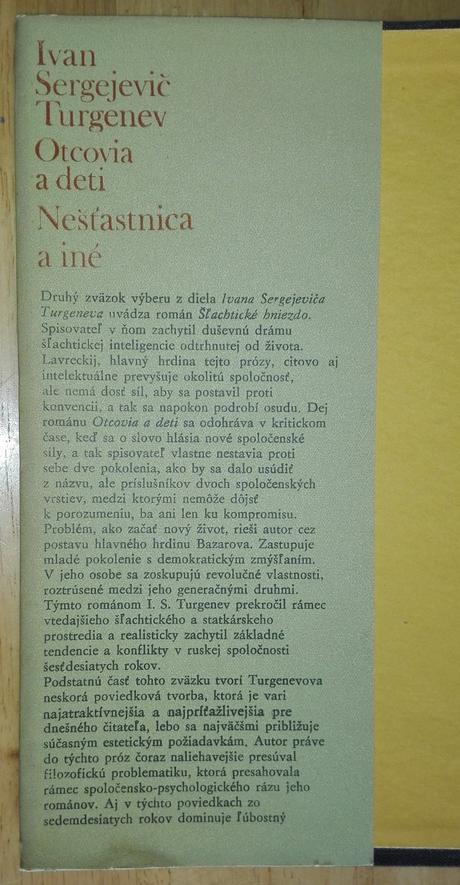 Ivan
Sergejevič
Turgenev
Otcovia
a deti
Nešťastnica
a iné
Druhý zväzok výberu z diela Ivana Sergejeviča
Turgeneva uvádza román Šľachtické hniezdo.
Spisovateľ v ňom zachytil duševnú drámu
šľachtickej inteligencie odtrhnutej od života.
Lavreckij, hlavný hrdina tejto prózy, citovo aj
intelektuálne prevyšuje okolitú spoločnosť,
ale nemá dosť síl, aby sa postavil proti
konvencii, a tak sa napokon podrobí osudu. Dej
románu Otcovia a deti sa odohráva v kritickom
čase, keď sa o slovo hlásia nové spoločenské
sily, a tak spisovateľ vlastne nestavia proti
sebe dve pokolenia, ako by sa dalo usúdiť
z názvu, ale príslušníkov dvoch spoločenských
vrstiev, medzi ktorými nemôže dôjsť
k porozumeniu, ba ani len ku kompromisu.
Problém, ako začať nový život, rieši autor cez
postavu hlavného hrdinu Bazarova. Zastupuje
mladé pokolenie s demokratickým zmýšľaním.
V jeho osobe sa zoskupujú revolučné vlastnosti,
roztrúsené medzi jeho generačnými druhmi.
Týmto románom I. S. Turgenev prekročil rámec
vtedajšieho šľachtického a statkárskeho
prostredia a realisticky zachytil základné
tendencie a konflikty v ruskej spoločnosti
šesťdesiatych rokov.
Podstatnú časť tohto zväzku tvorí Turgenevova
neskorá poviedková tvorba, ktorá je vari
najatraktívnejšia a najpríťažlivejšia pre
dnešného čitateľa, lebo sa najväčšmi približuje
súčasným estetickým požiadavkám. Autor práve
do týchto próz čoraz naliehavejšie presúval
filozofickú problematiku, ktorá presahovala
rámec spoločensko-psychologického rázu jeho
románov. Aj v týchto poviedkach zo
sedemdesiatych rokov dominuje ľúbostný